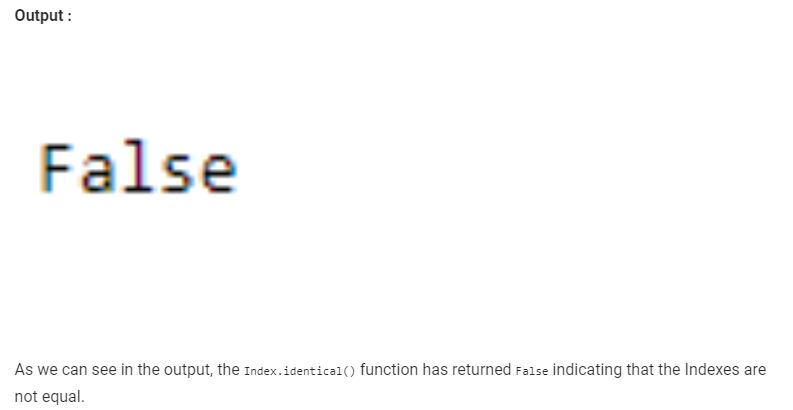 Output :
False
As we can see in the output, the Index.identical() function has returned False indicating that the Indexes are
not equal.